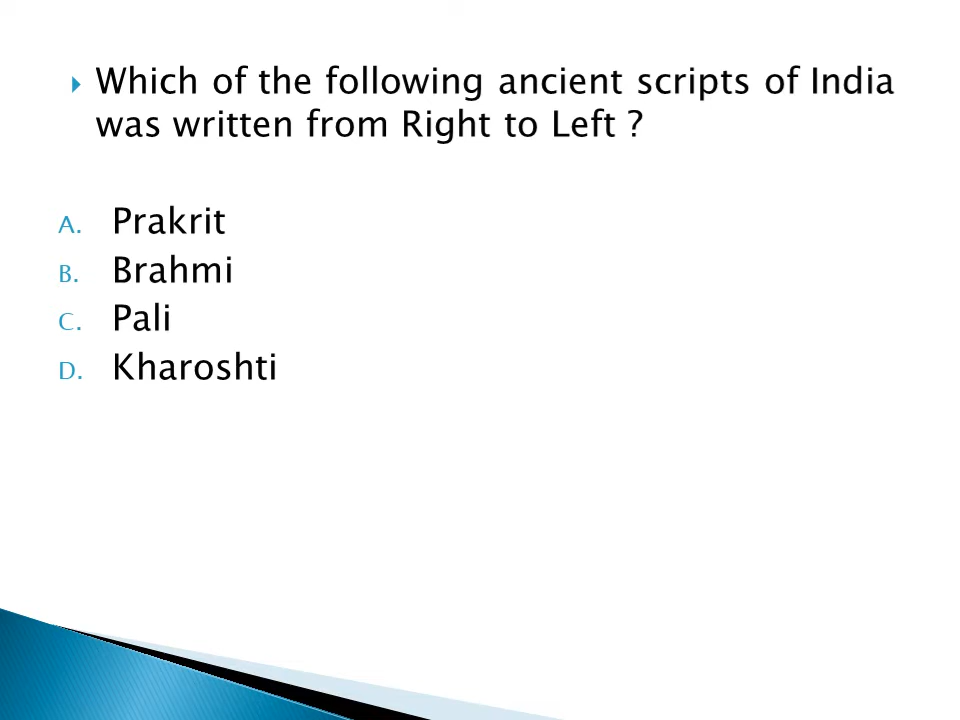 Which of the following ancient scripts of India
was written from Right to Left ?
A. Prakrit
B. Brahmi
C. Pali
D. Kharoshti